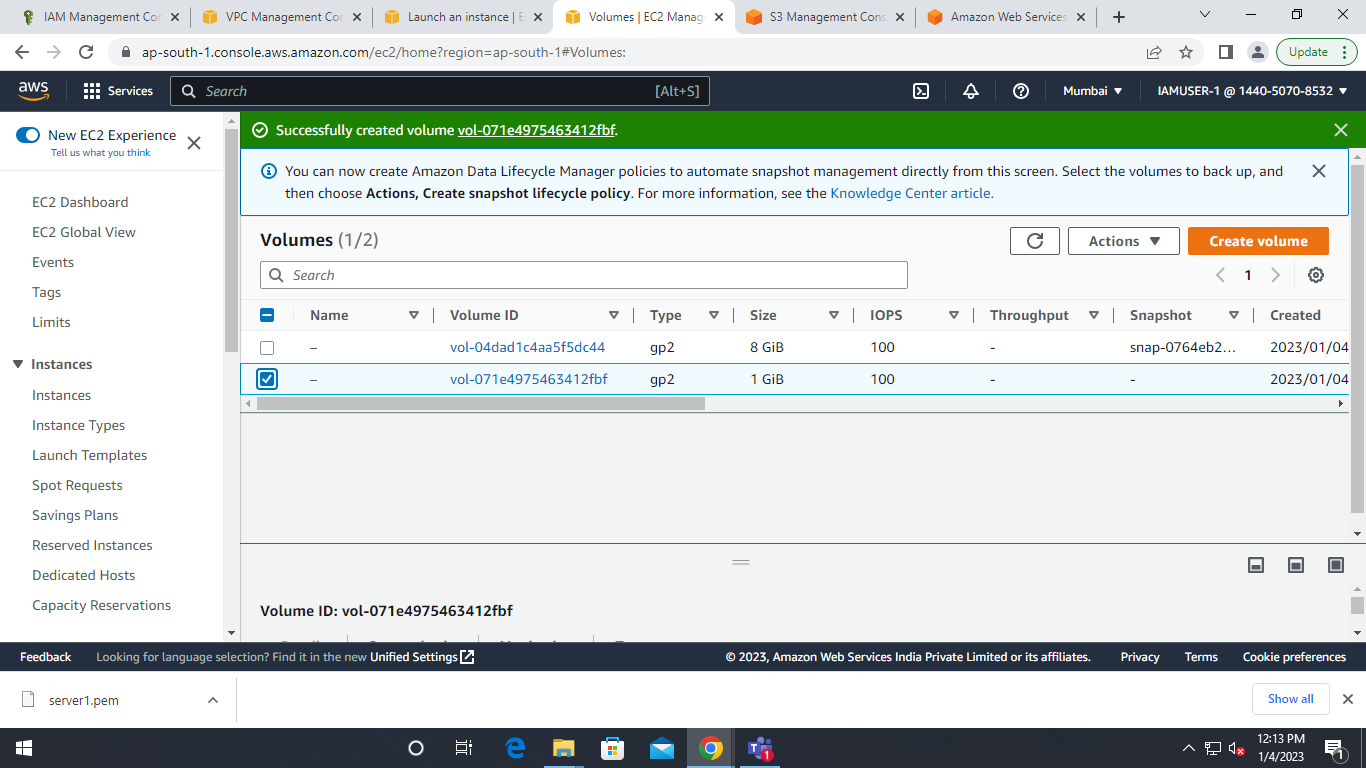 IAM Management Con
VPC Management Con
Launch an instance | E
Volumes | EC2 Manage
S3 Management Cons
Amazon Web Services
ap-south-1.console.aws.amazon.com/ec2/home?region=ap-south-1#Volumes:
Update
aws
Services
Search
[Alt+S]
Mumbai
IAMUSER-1 @ 1440-5070-8532
New EC2 Experience
Tell us what you think
EC2 Dashboard
EC2 Global View
Events
Tags
Limits
Instances
Instances
Instance Types
Launch Templates
Spot Requests
Savings Plans
Reserved Instances
Dedicated Hosts
Capacity Reservations
Successfully created volume vol-071e4975463412fbf.
You can now create Amazon Data Lifecycle Manager policies to automate snapshot management directly from this screen. Select the volumes to back up, and
then choose Actions, Create snapshot lifecycle policy. For more information, see the Knowledge Center article.
Volumes (1/2)
Actions
Create volume
Search
1
Name Volume ID Type Size IOPS Throughput Snapshot Created
– vol-04dad1c4aa5f5dc44 gp2 8 GiB 100 - snap-0764eb2... 2023/01/04
– vol-071e4975463412fbf gp2 1 GiB 100 - - 2023/01/04
Volume ID: vol-071e4975463412fbf
Feedback
Looking for language selection? Find it in the new Unified Settings
© 2023, Amazon Web Services India Private Limited or its affiliates.
Privacy
Terms
Cookie preferences
server1.pem
Show all
1
12:13 PM
1/4/2023
1